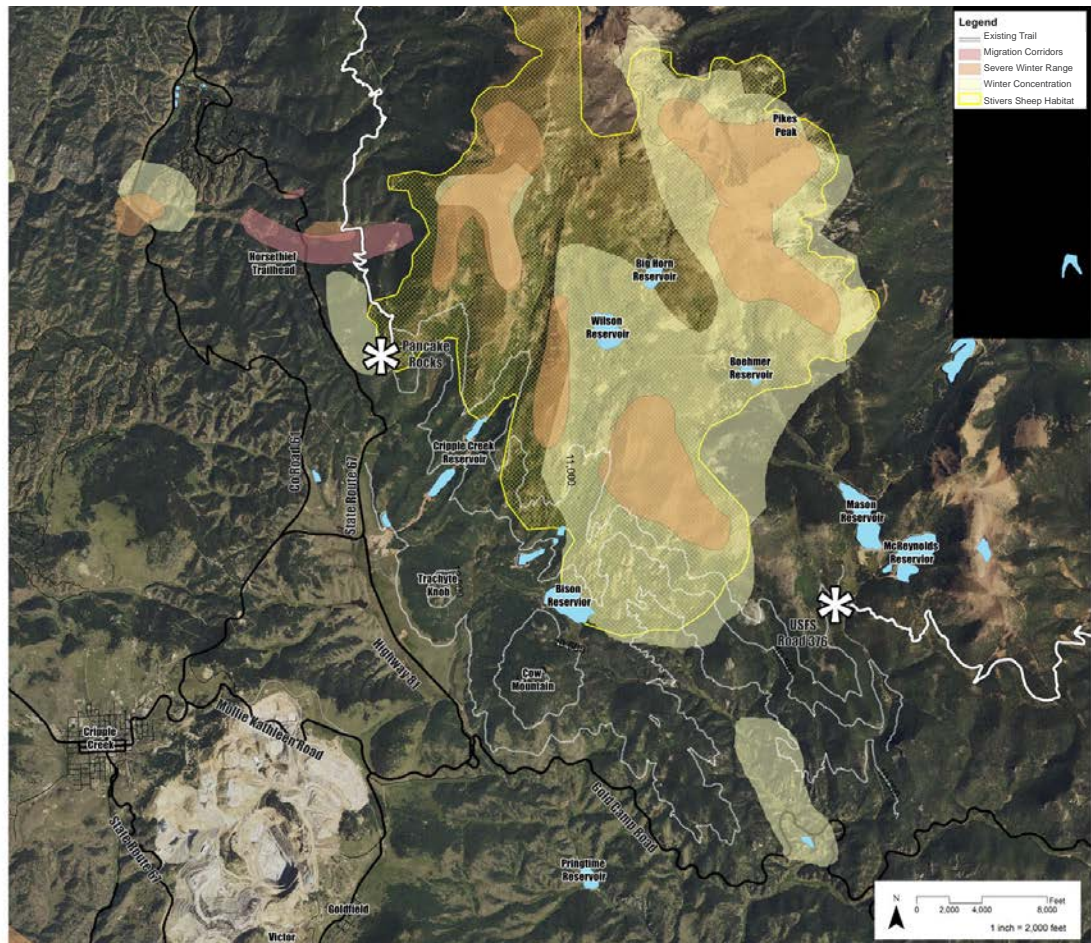 Legend
Existing Trail
Migration Corridors
Severe Winter Range
Winter Concentration
Stivers Sheep Habitat
Pikes
Peak
Horsethief
Trailhead
Big Horn
Reservoir
Wilson
Reservoir
Pancake
Rocks
Boehmer
Reservoir
Co Road 61
State Route 67
Cripple Creek
Reservoir
11,000
Mason
Reservoir
McReynolds
Reservior
Trachyte
Knob
Bison
Reservior
USFS
Road 376
Highway 81
Cow
Mountain
Cripple
Creek
Mollie Kathleen Road
State Route 67
Gold Camp Road
Pringtime
Reservoir
Goldfield
Victor
N
0 2,000 4,000 8,000
Feet
1 inch = 2,000 feet